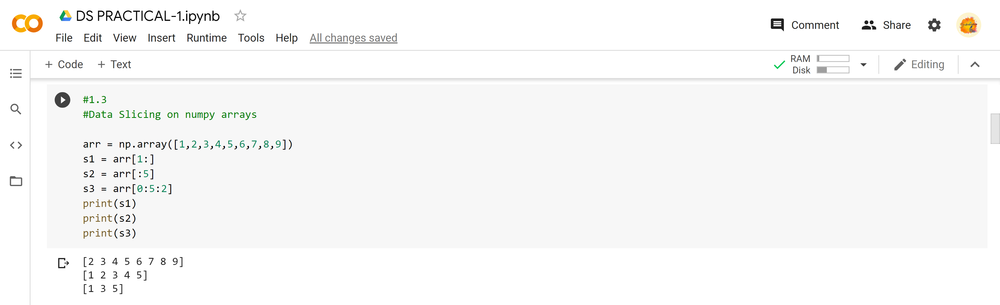 DS PRACTICAL-1.ipynb
File Edit View Insert Runtime Tools Help All changes saved
Comment Share
+ Code + Text
RAM
Disk
Editing
#1.3
#Data Slicing on numpy arrays
arr = np.array([1,2,3,4,5,6,7,8,9])
s1 = arr[1:]
s2 = arr[:5]
s3 = arr[0:5:2]
print(s1)
print(s2)
print(s3)
[2 3 4 5 6 7 8 9]
[1 2 3 4 5]
[1 3 5]